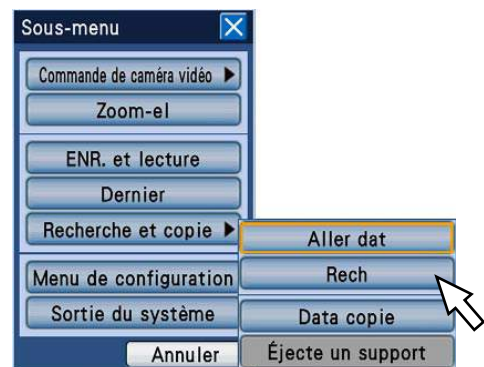 Sous-menu
Commande de caméra vidéo
Zoom-el
ENR. et lecture
Dernier
Recherche et copie
Aller dat
Menu de configuration
Rech
Sortie du système
Data copie
Annuler
Éjecte un support